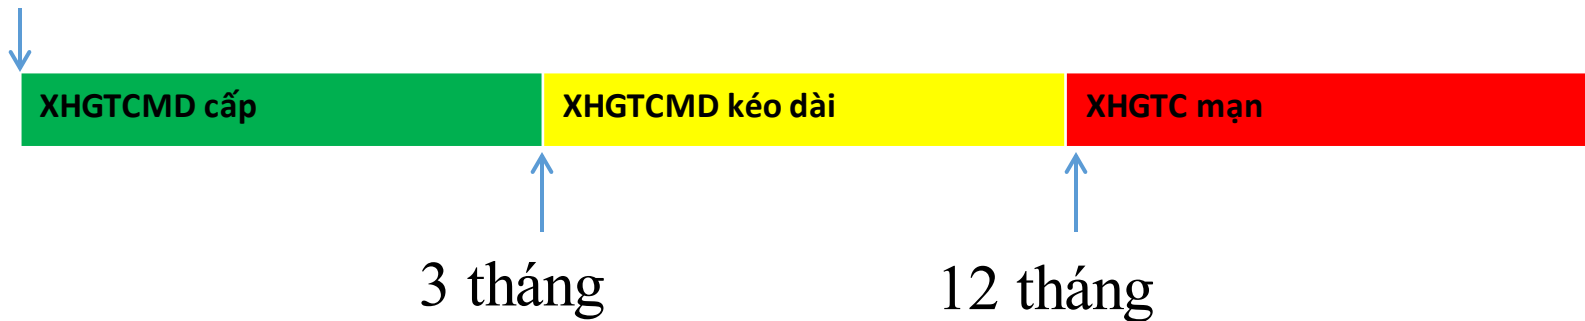 XHGTCMD cấp
XHGTCMD kéo dài
XHGTC mạn
3 tháng
12 tháng